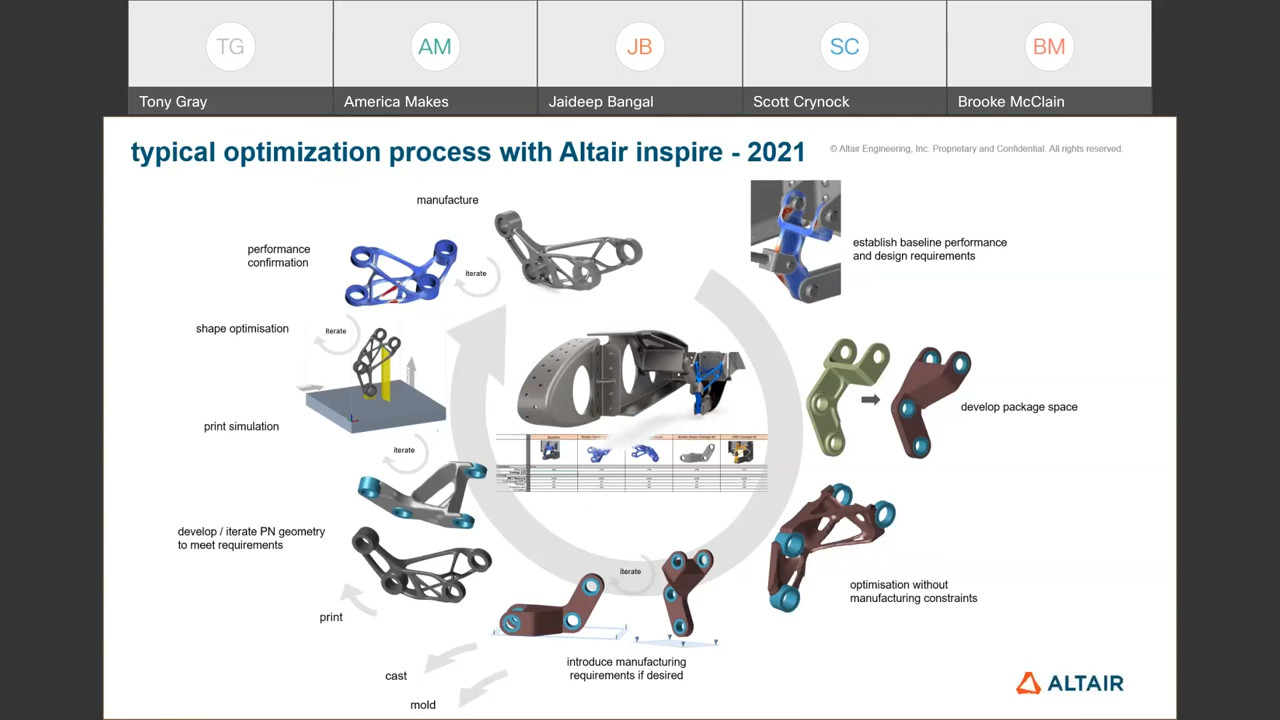 TG
AM
JB
SC
BM
Tony Gray
America Makes
Jaideep Bangal
Scott Crynock
Brooke McClain
typical optimization process with Altair inspire - 2021
© Altair Engineering, Inc. Proprietary and Confidential. All rights reserved.
manufacture
establish baseline performance
and design requirements
performance
confirmation
iterate
shape optimisation
iterate
develop package space
print simulation
iterate
develop / iterate PN geometry
to meet requirements
optimisation without
manufacturing constraints
iterate
print
introduce manufacturing
requirements if desired
cast
mold
ALTAIR